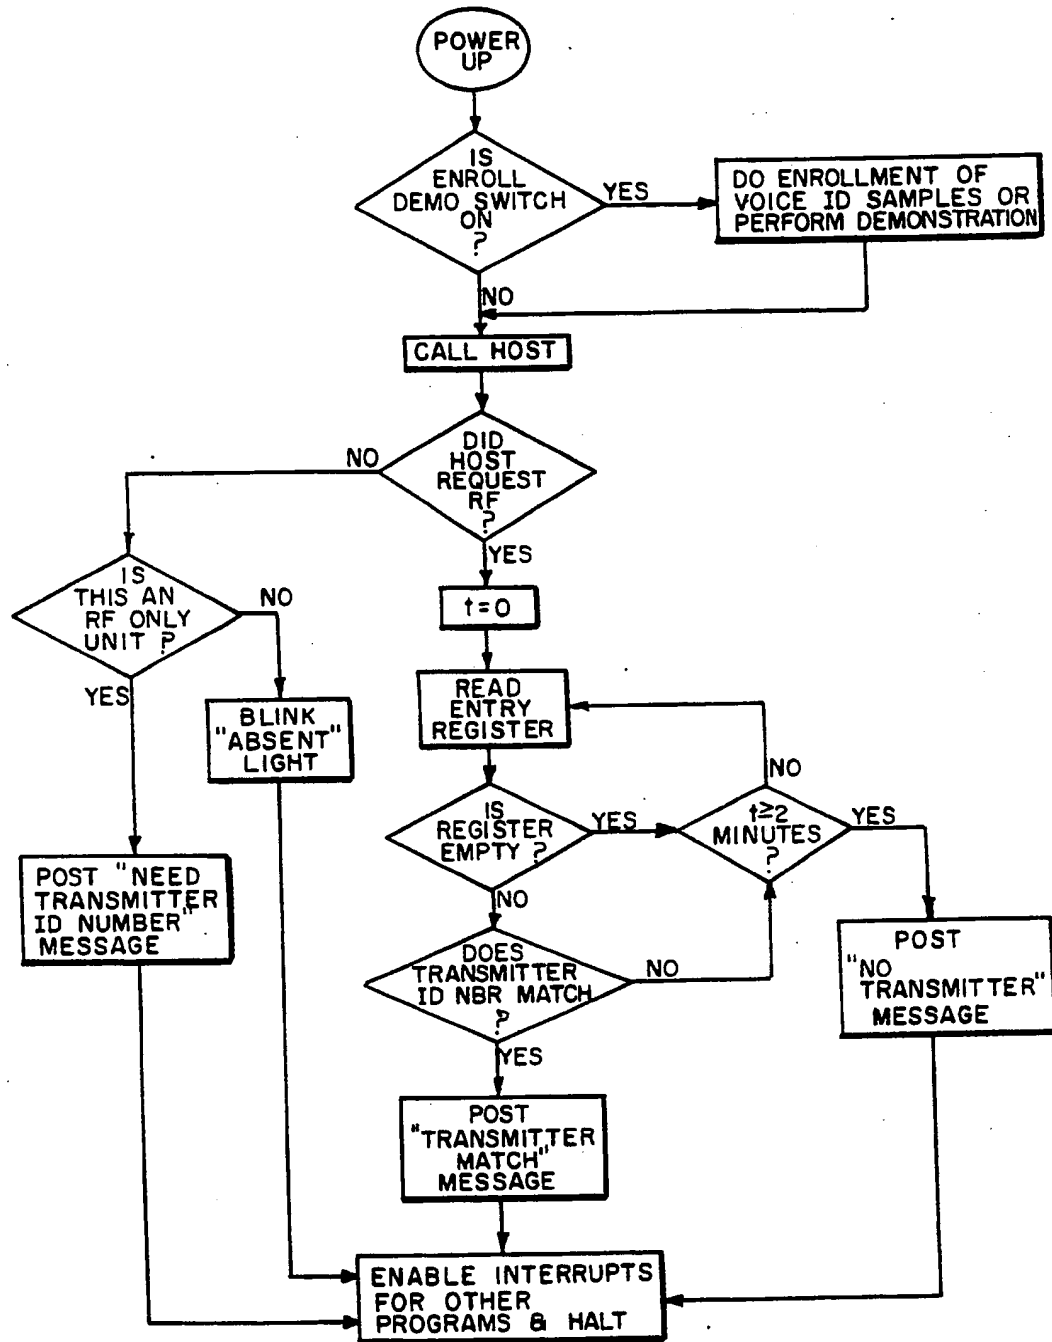 POWER
UP
IS
ENROLL
DEMO SWITCH
ON
?
YES
DO ENROLLMENT OF
VOICE ID SAMPLES OR
PERFORM DEMONSTRATION
NO
CALL HOST
DID
HOST
REQUEST
RF
?
NO
YES
IS
THIS AN
RF ONLY
UNIT ?
NO
YES
t=0
READ
ENTRY
REGISTER
BLINK
"ABSENT"
LIGHT
IS
REGISTER
EMPTY ?
YES
NO
t≥2
MINUTES
?
NO
YES
POST "NEED
TRANSMITTER
ID NUMBER"
MESSAGE
DOES
TRANSMITTER
ID NBR MATCH
?
NO
YES
POST
"NO
TRANSMITTER"
MESSAGE
POST
"TRANSMITTER
MATCH"
MESSAGE
ENABLE INTERRUPTS
FOR OTHER
PROGRAMS & HALT